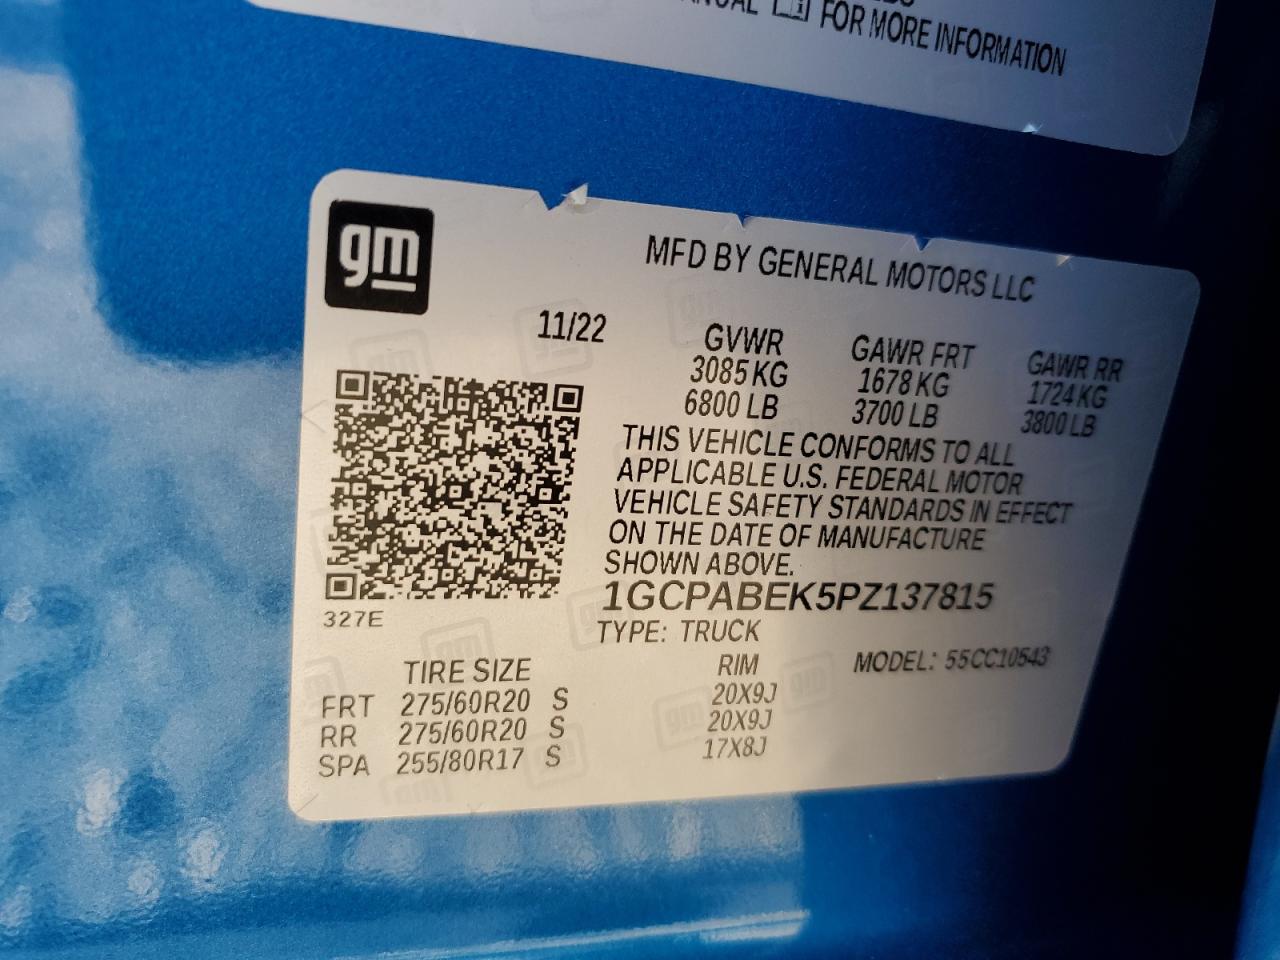 FOR MORE INFORMATION
gm
MFD BY GENERAL MOTORS LLC
11/22
GVWR GAWR FRT GAWR RR
3085 KG 1678 KG 1724 KG
6800 LB 3700 LB 3800 LB
THIS VEHICLE CONFORMS TO ALL
APPLICABLE U.S. FEDERAL MOTOR
VEHICLE SAFETY STANDARDS IN EFFECT
ON THE DATE OF MANUFACTURE
SHOWN ABOVE.
1GCPABEK5PZ137815
327E
TYPE: TRUCK
TIRE SIZE RIM MODEL: 55CC10543
FRT 275/60R20 S 20X9J
RR 275/60R20 S 20X9J
SPA 255/80R17 S 17X8J